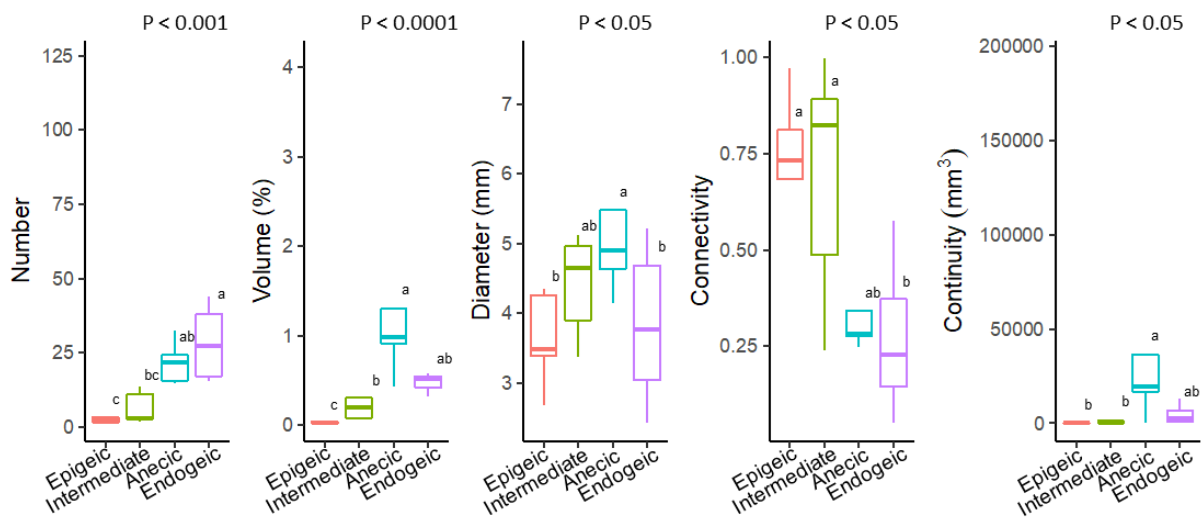 P < 0.001
Number
125
100
75
50
25
0
c
bc
ab
a
Epigeic
Intermediate
Anecic
Endogeic
P < 0.0001
Volume (%)
4
3
2
1
0
c
b
a
ab
Epigeic
Intermediate
Anecic
Endogeic
P < 0.05
Diameter (mm)
7
6
5
4
3
b
ab
a
b
Epigeic
Intermediate
Anecic
Endogeic
P < 0.05
Connectivity
1.00
0.75
0.50
0.25
a
a
ab
b
Epigeic
Intermediate
Anecic
Endogeic
P < 0.05
Continuity (mm³)
200000
150000
100000
50000
0
b
b
a
ab
Epigeic
Intermediate
Anecic
Endogeic